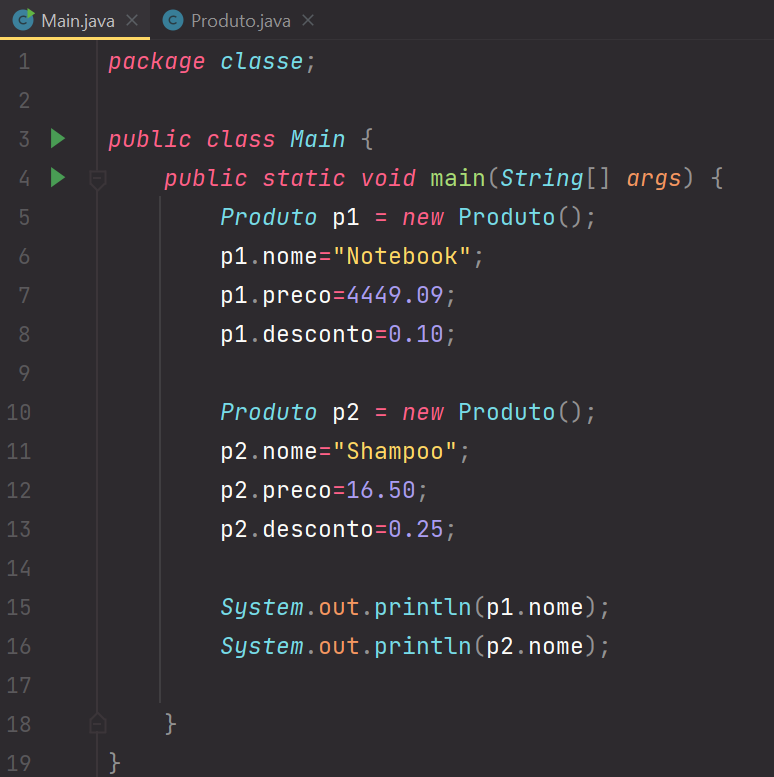 Main.java Produto.java
1 package classe;
2
3 public class Main {
4     public static void main(String[] args) {
5         Produto p1 = new Produto();
6         p1.nome="Notebook";
7         p1.preco=4449.09;
8         p1.desconto=0.10;
9
10         Produto p2 = new Produto();
11         p2.nome="Shampoo";
12         p2.preco=16.50;
13         p2.desconto=0.25;
14
15         System.out.println(p1.nome);
16         System.out.println(p2.nome);
17
18     }
19 }